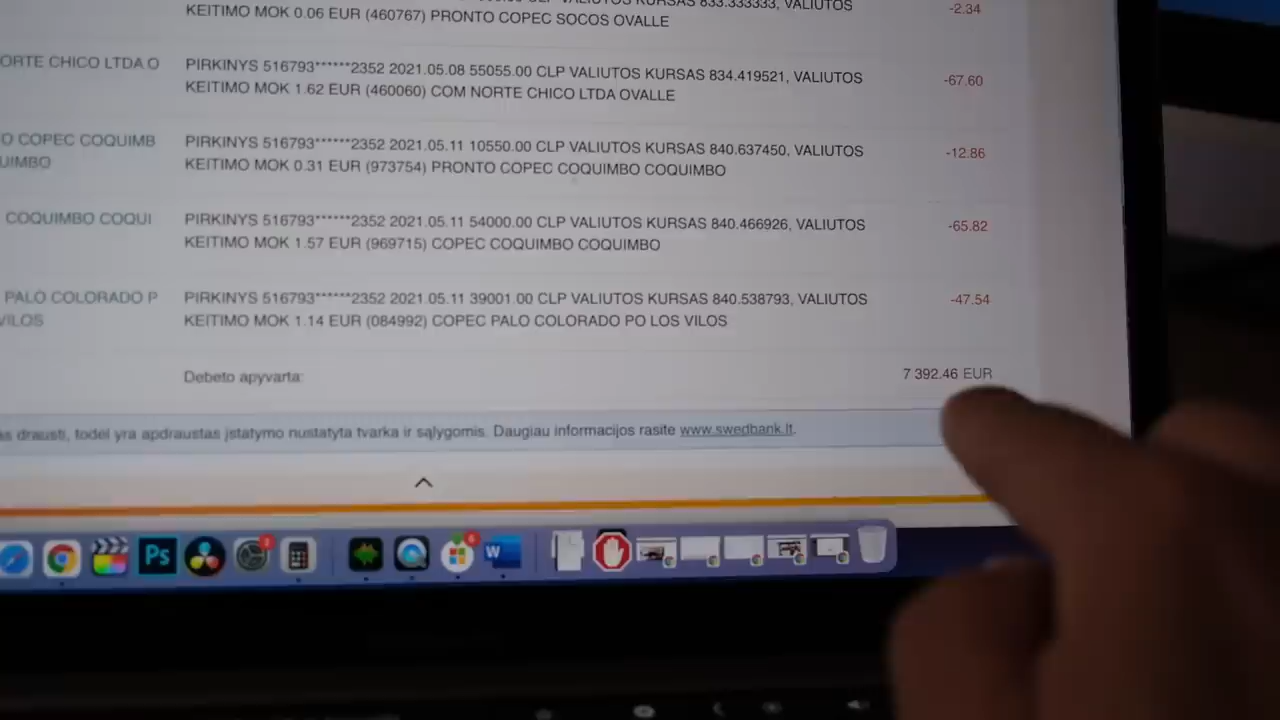 833.333333, VALIUTOS
KEITIMO MOK 0.06 EUR (460767) PRONTO COPEC SOCOS OVALLE
-2.34
ORTE CHICO LTDA O
PIRKINYS 516793******2352 2021.05.08 55055.00 CLP VALIUTOS KURSAS 834.419521, VALIUTOS
KEITIMO MOK 1.62 EUR (460060) COM NORTE CHICO LTDA OVALLE
-67.60
O COPEC COQUIMB
UIMBO
PIRKINYS 516793******2352 2021.05.11 10550.00 CLP VALIUTOS KURSAS 840.637450, VALIUTOS
KEITIMO MOK 0.31 EUR (973754) PRONTO COPEC COQUIMBO COQUIMBO
-12.86
COQUIMBO COQUI
PIRKINYS 516793******2352 2021.05.11 54000.00 CLP VALIUTOS KURSAS 840.466926, VALIUTOS
KEITIMO MOK 1.57 EUR (969715) COPEC COQUIMBO COQUIMBO
-65.82
PALO COLORADO P
VILOS
PIRKINYS 516793******2352 2021.05.11 39001.00 CLP VALIUTOS KURSAS 840.538793, VALIUTOS
KEITIMO MOK 1.14 EUR (084992) COPEC PALO COLORADO PO LOS VILOS
-47.54
Debeto apyvarta:
7 392.46 EUR
as drausti, todėl yra apdraustas įstatymo nustatyta tvarka ir sąlygomis. Daugiau informacijos rasite www.swedbank.lt.
Ps
W
6